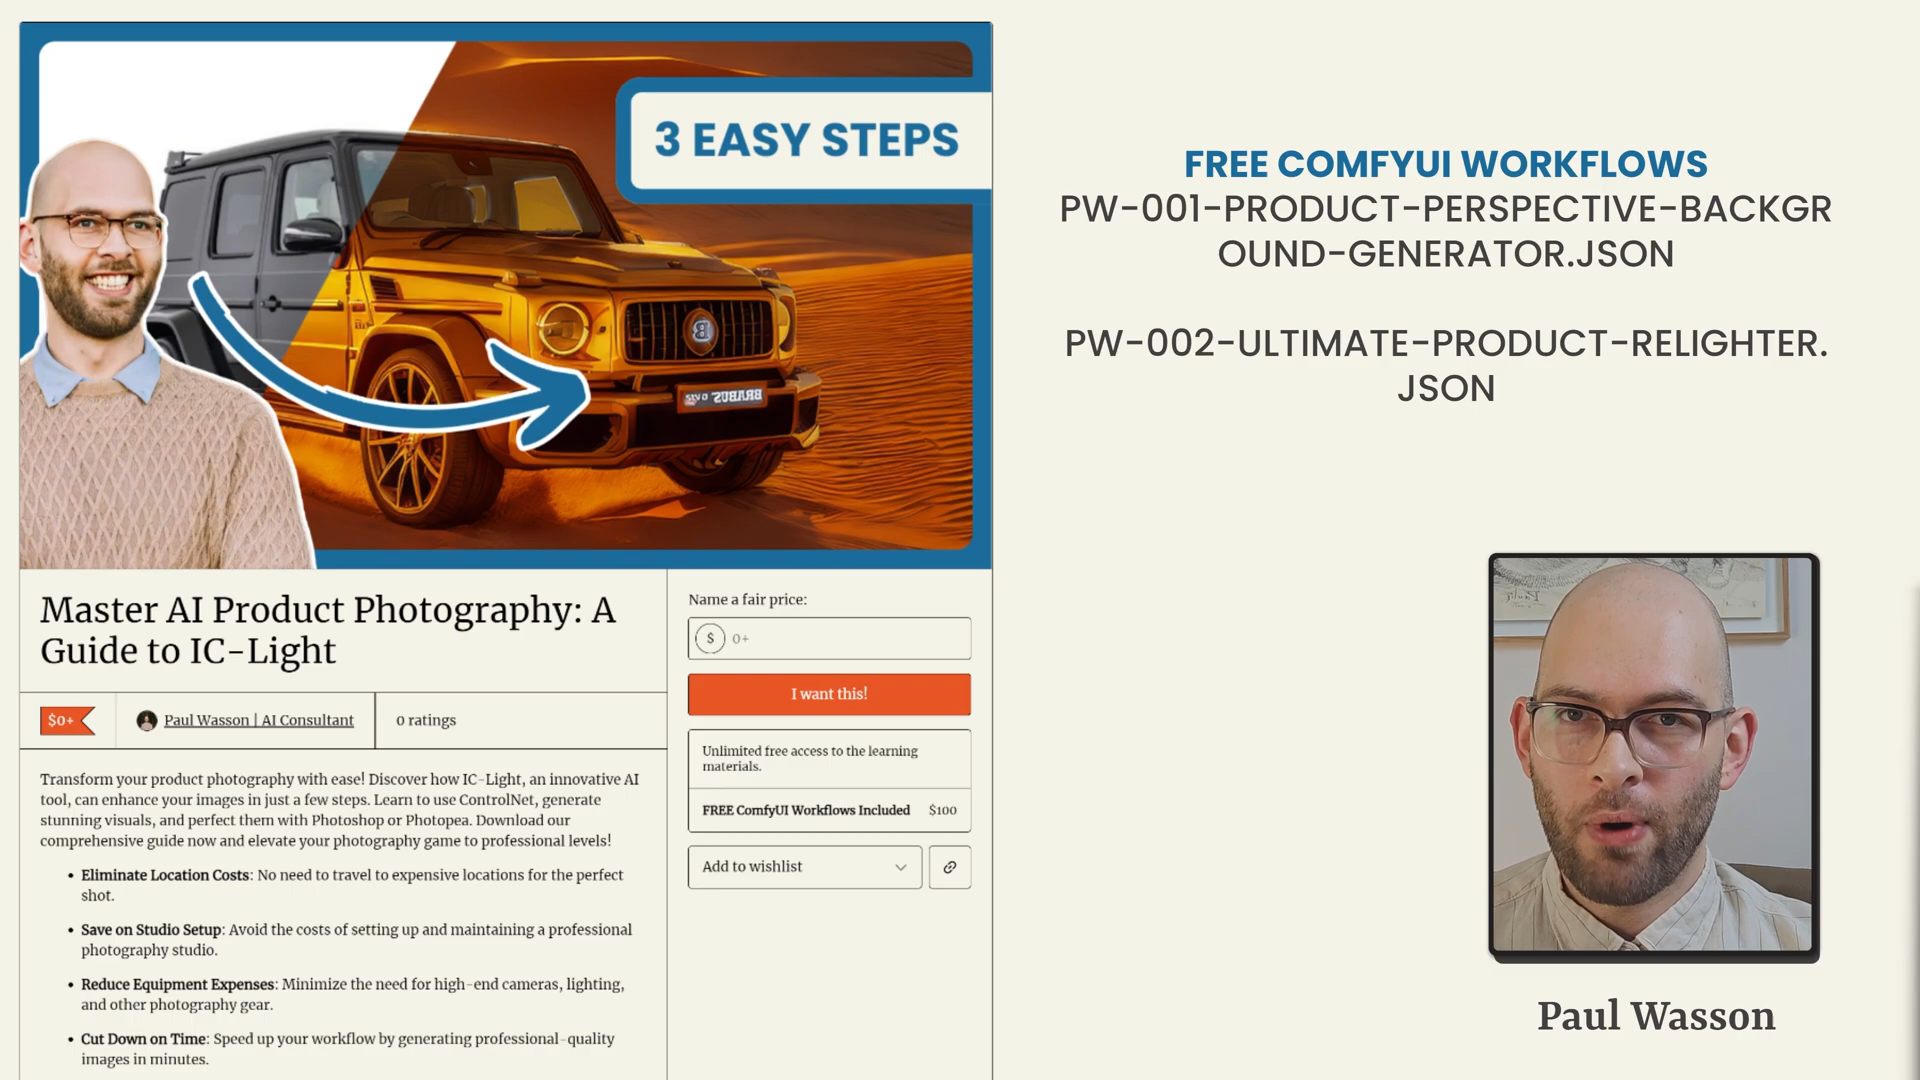 3 EASY STEPS
Master AI Product Photography: A
Guide to IC-Light
$0+
Paul Wasson | AI Consultant
0 ratings
Transform your product photography with ease! Discover how IC-Light, an innovative AI
tool, can enhance your images in just a few steps. Learn to use ControlNet, generate
stunning visuals, and perfect them with Photoshop or Photopea. Download our
comprehensive guide now and elevate your photography game to professional levels!
• Eliminate Location Costs: No need to travel to expensive locations for the perfect
shot.
• Save on Studio Setup: Avoid the costs of setting up and maintaining a professional
photography studio.
• Reduce Equipment Expenses: Minimize the need for high-end cameras, lighting,
and other photography gear.
• Cut Down on Time: Speed up your workflow by generating professional-quality
images in minutes.
Name a fair price:
$ 0+
I want this!
Unlimited free access to the learning
materials.
FREE ComfyUI Workflows Included $100
Add to wishlist
FREE COMFYUI WORKFLOWS
PW-001-PRODUCT-PERSPECTIVE-BACKGR
OUND-GENERATOR.JSON
PW-002-ULTIMATE-PRODUCT-RELIGHTER.
JSON
Paul Wasson